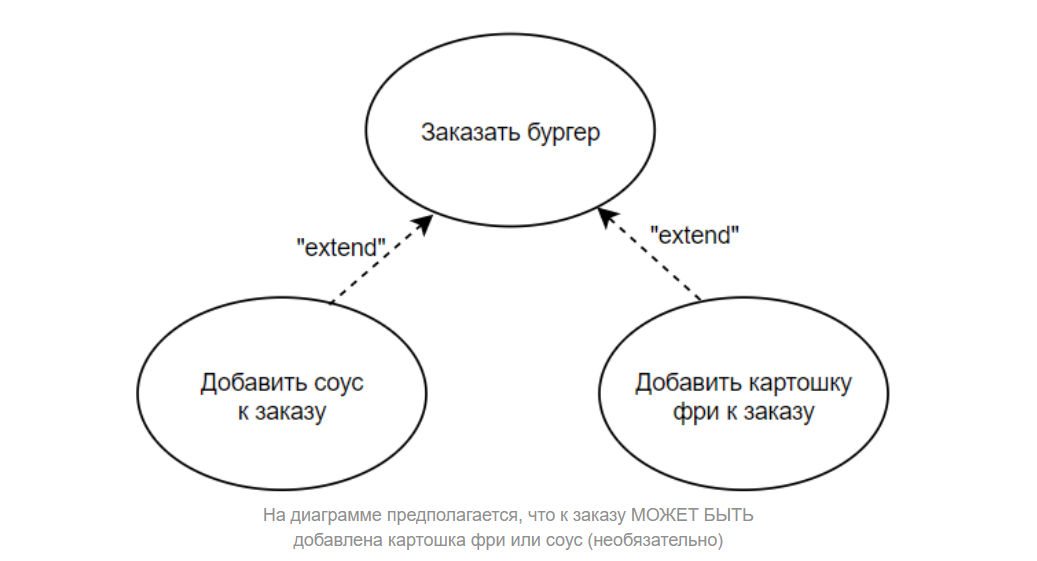 Заказать бургер
"extend"
"extend"
Добавить соус
к заказу
Добавить картошку
фри к заказу
На диаграмме предполагается, что к заказу МОЖЕТ БЫТЬ
добавлена картошка фри или соус (необязательно)